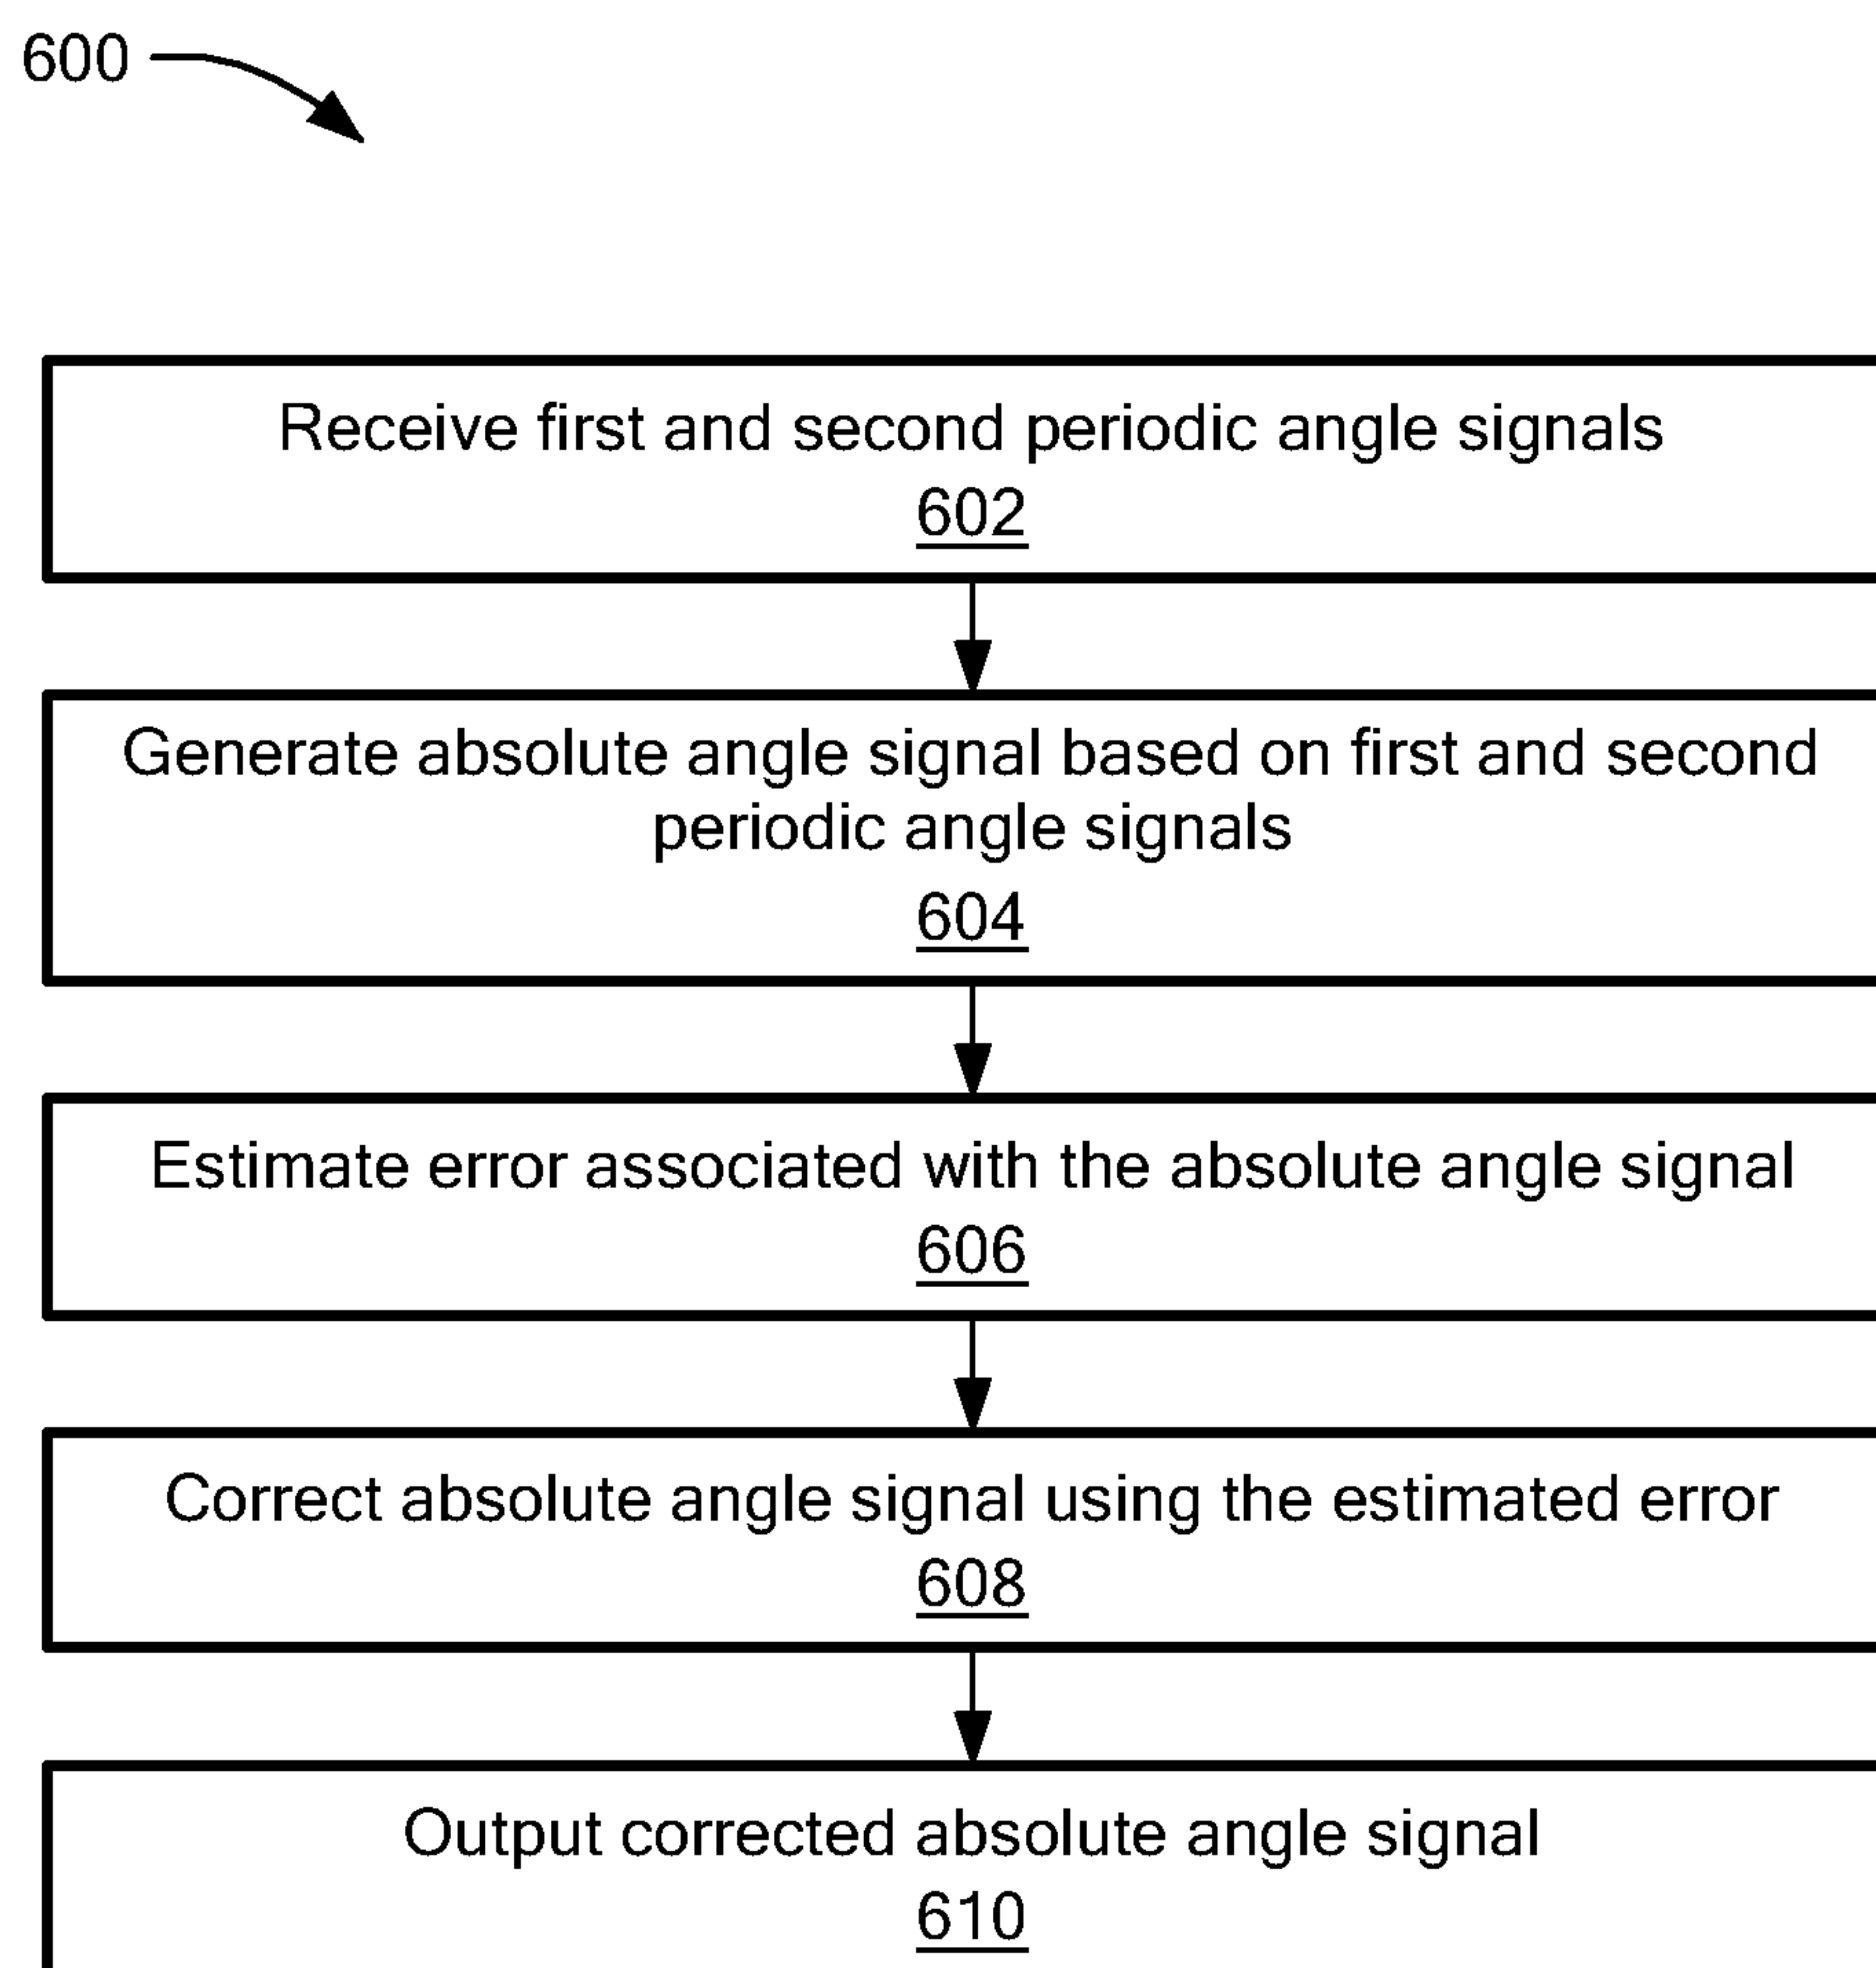 600
Receive first and second periodic angle signals
602
Generate absolute angle signal based on first and second
periodic angle signals
604
Estimate error associated with the absolute angle signal
606
Correct absolute angle signal using the estimated error
608
Output corrected absolute angle signal
610